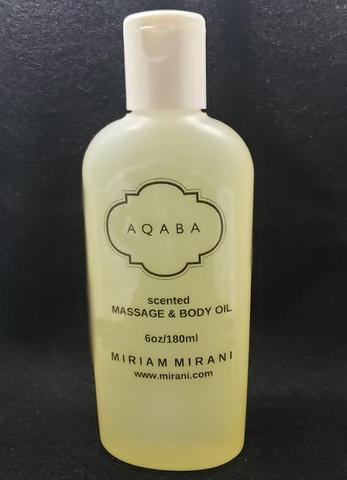 AQABA
scented
MASSAGE & BODY OIL
6oz/180ml
MIRIAM MIRANI
www.mirani.com